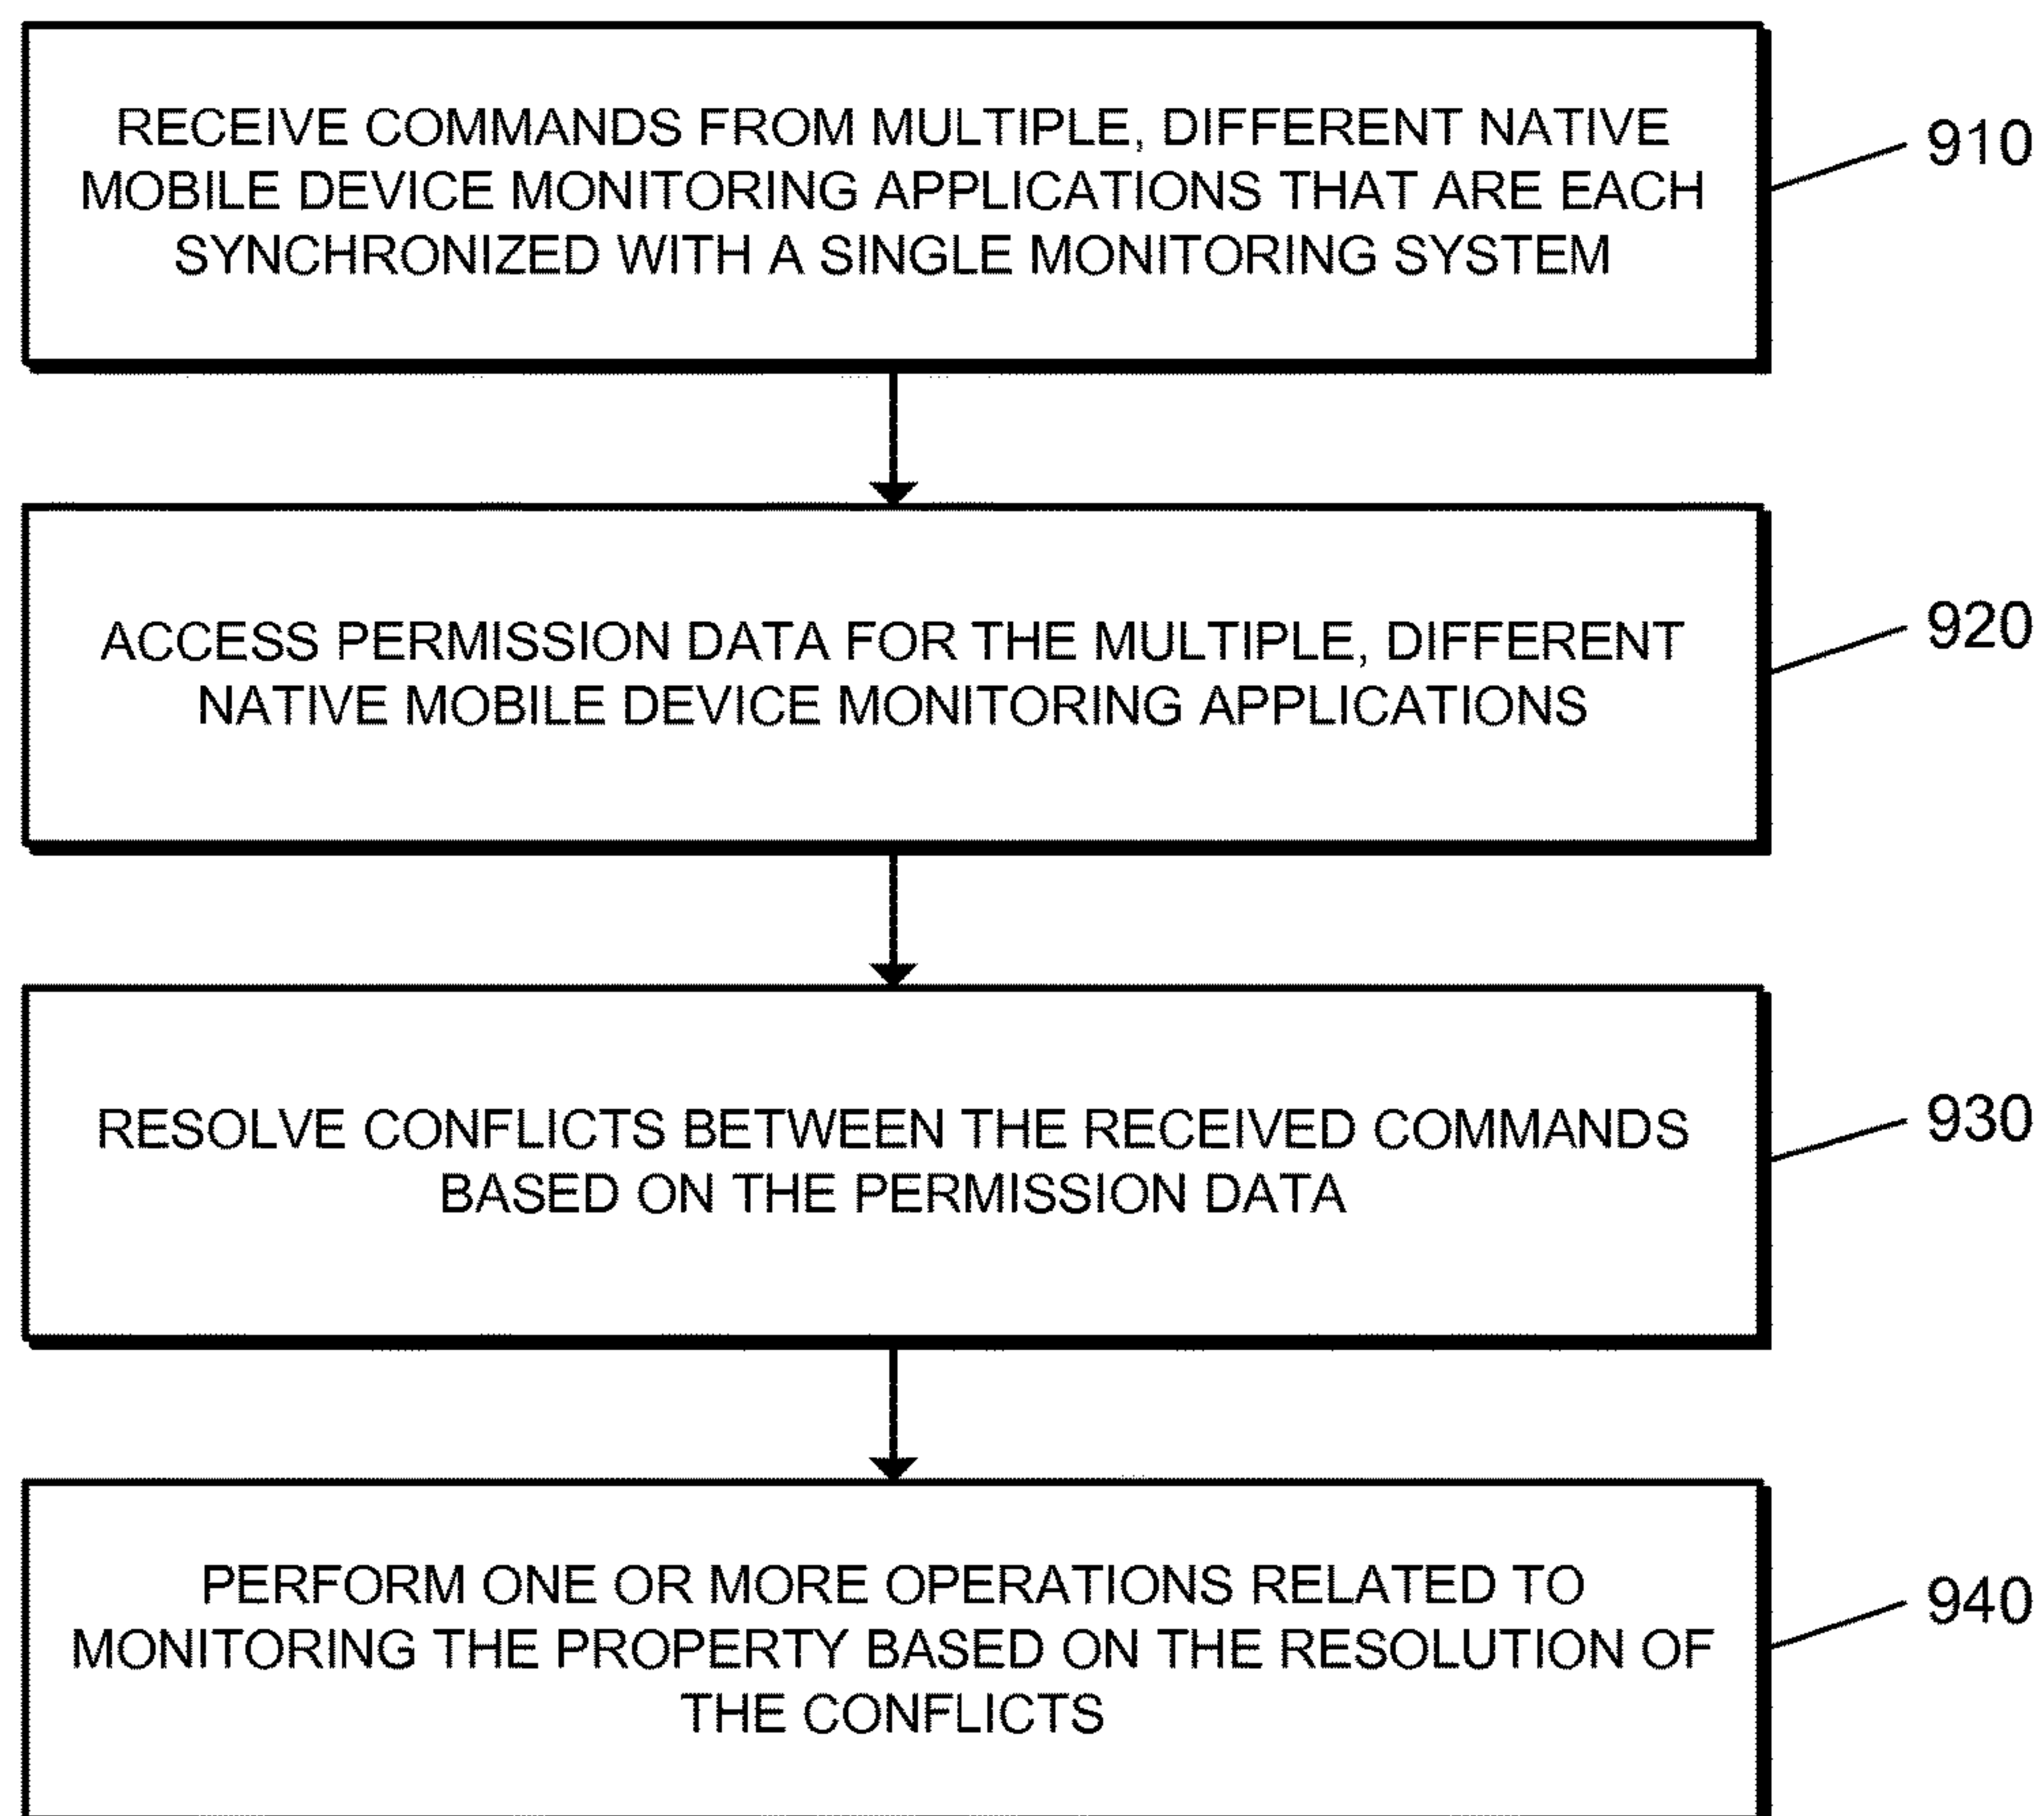 RECEIVE COMMANDS FROM MULTIPLE, DIFFERENT NATIVE
MOBILE DEVICE MONITORING APPLICATIONS THAT ARE EACH
SYNCHRONIZED WITH A SINGLE MONITORING SYSTEM
910
ACCESS PERMISSION DATA FOR THE MULTIPLE, DIFFERENT
NATIVE MOBILE DEVICE MONITORING APPLICATIONS
920
RESOLVE CONFLICTS BETWEEN THE RECEIVED COMMANDS
BASED ON THE PERMISSION DATA
930
PERFORM ONE OR MORE OPERATIONS RELATED TO
MONITORING THE PROPERTY BASED ON THE RESOLUTION OF
THE CONFLICTS
940